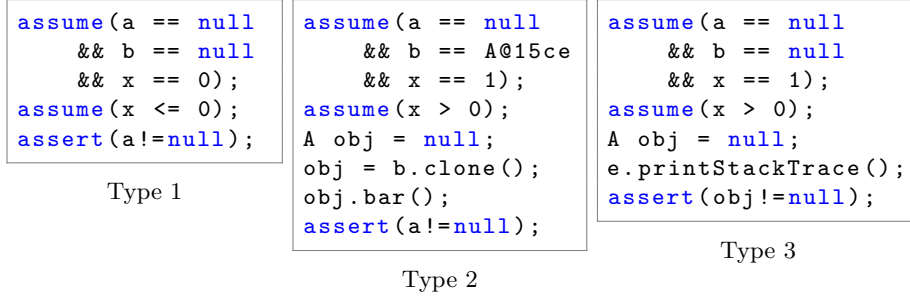 assume(a == null
    && b == null
    && x == 0);
assume(x <= 0);
assert(a!=null);
Type 1
assume(a == null
    && b == A@15ce
    && x == 1);
assume(x > 0);
A obj = null;
obj = b.clone();
obj.bar();
assert(a!=null);
Type 2
assume(a == null
    && b == null
    && x == 1);
assume(x > 0);
A obj = null;
e.printStackTrace();
assert(obj!=null);
Type 3